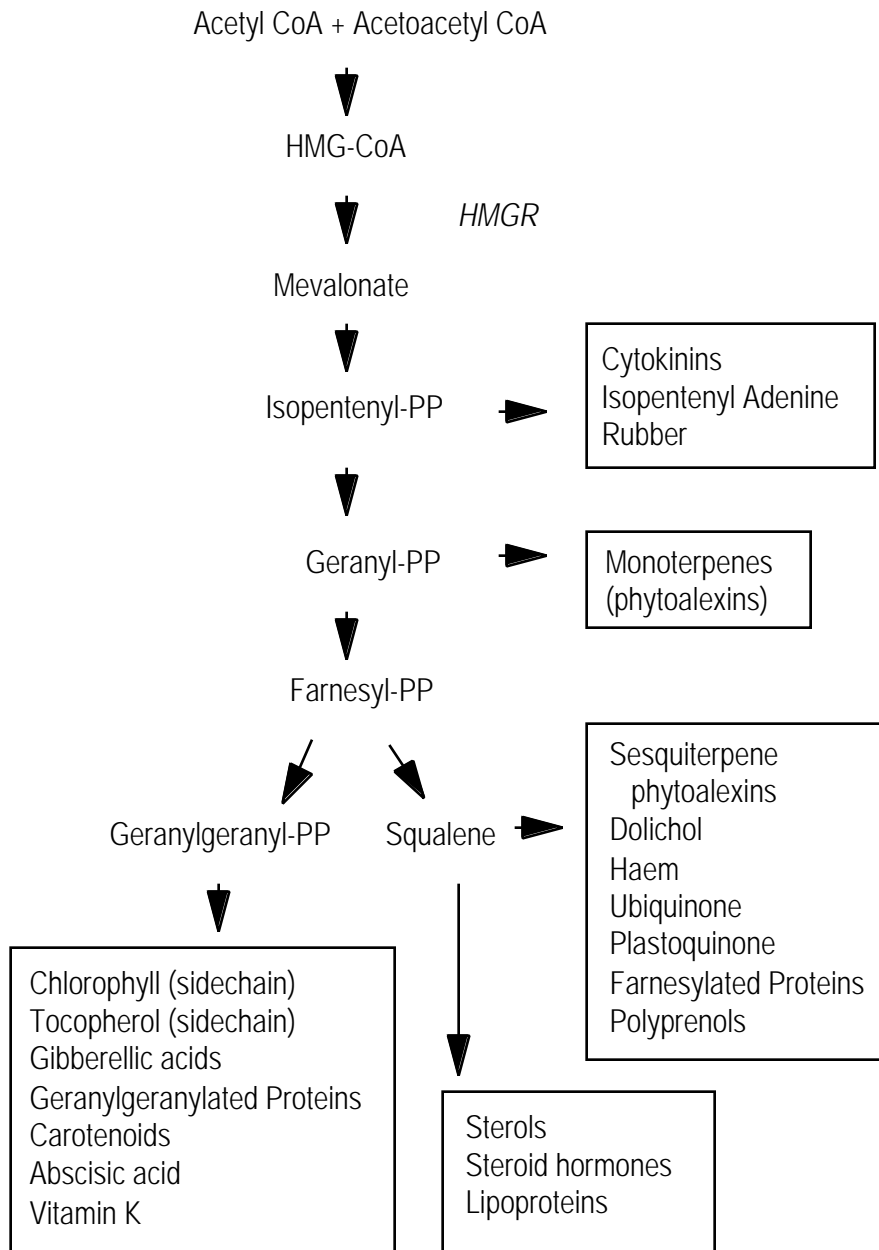 Acetyl CoA + Acetoacetyl CoA
HMG-CoA
HMGR
Mevalonate
Isopentenyl-PP
Cytokinins
Isopentenyl Adenine
Rubber
Geranyl-PP
Monoterpenes
(phytoalexins)
Farnesyl-PP
Geranylgeranyl-PP
Squalene
Sesquiterpene
phytoalexins
Dolichol
Haem
Ubiquinone
Plastoquinone
Farnesylated Proteins
Polyprenols
Chlorophyll (sidechain)
Tocopherol (sidechain)
Gibberellic acids
Geranylgeranylated Proteins
Carotenoids
Abscisic acid
Vitamin K
Sterols
Steroid hormones
Lipoproteins